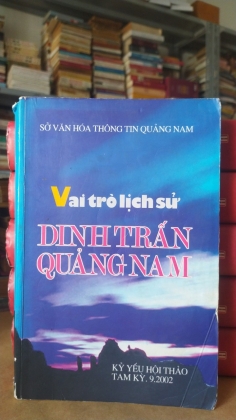 SỞ VĂN HÓA THÔNG TIN QUẢNG NAM
Vai trò lịch sử
DINH TRẤN
QUẢNG NAM
KỶ YẾU HỘI THẢO
TAM KỲ. 9.2002